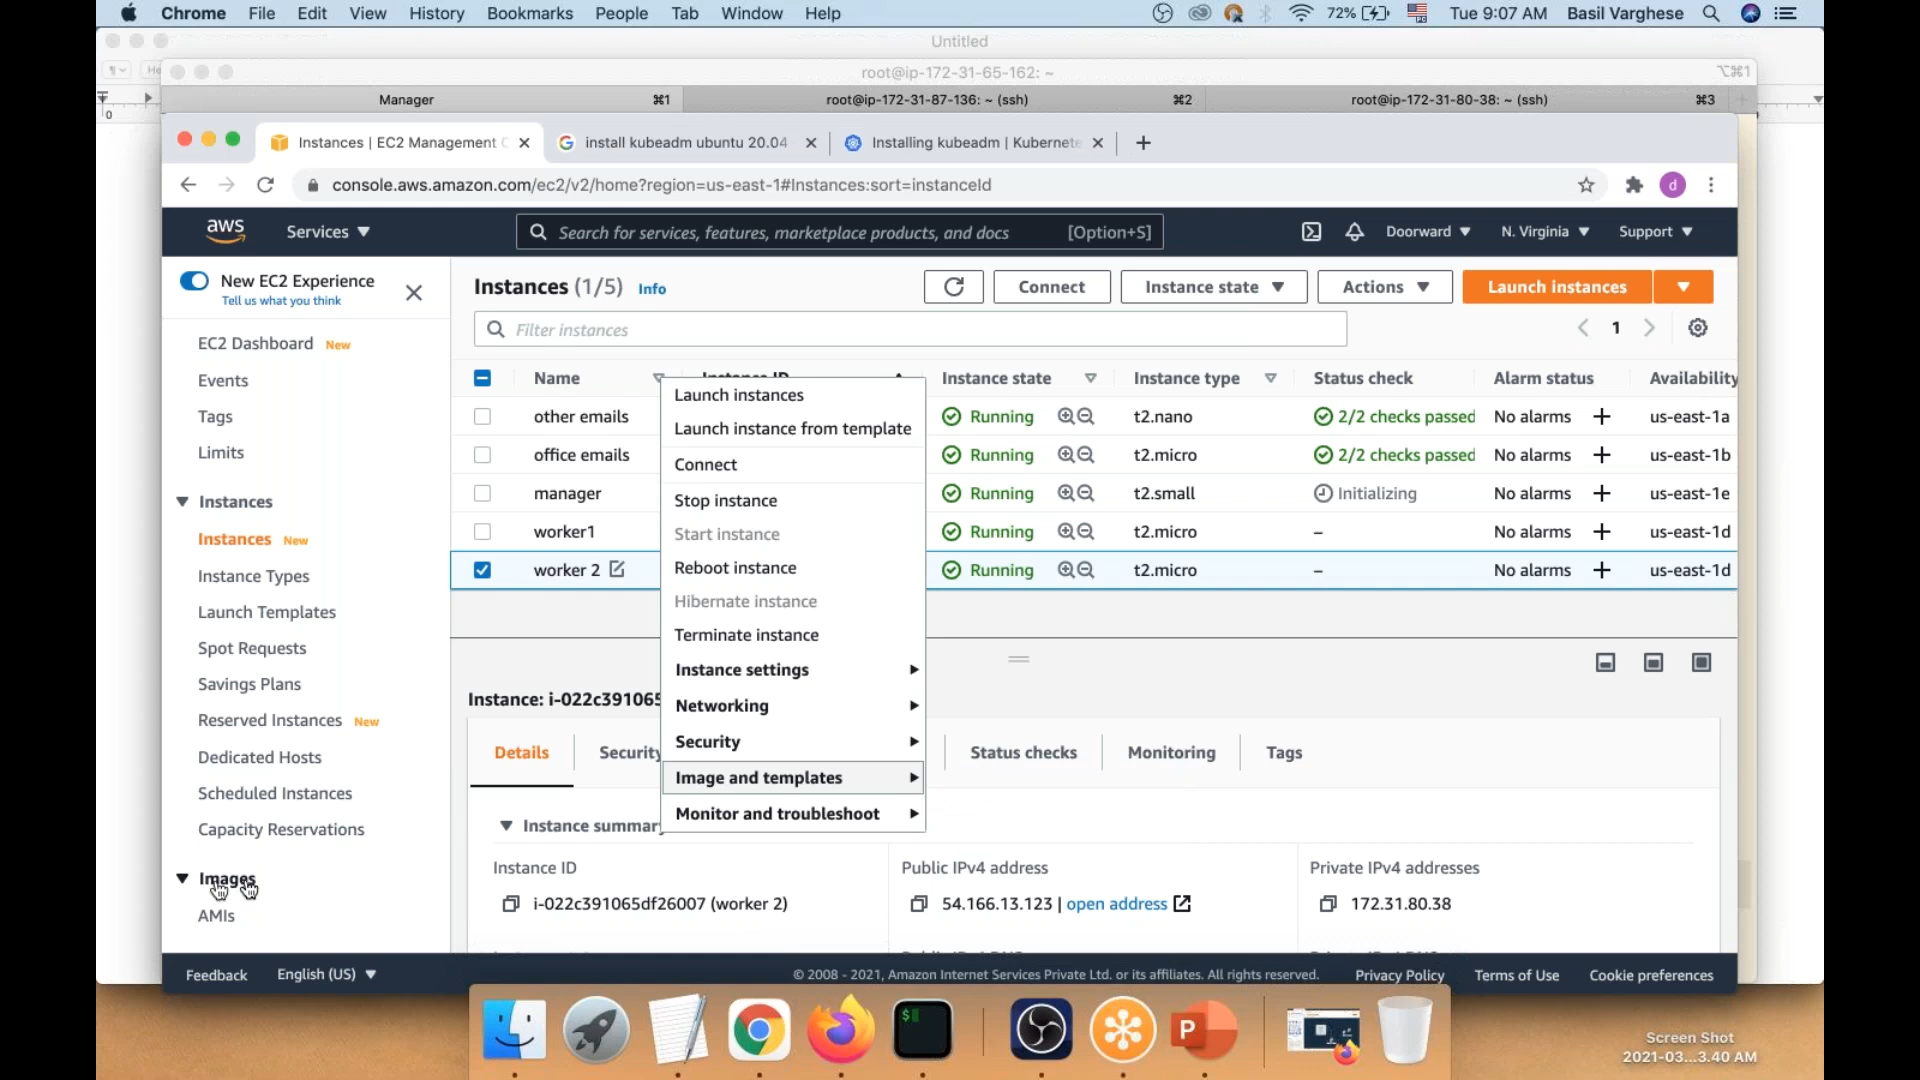 Chrome File Edit View History Bookmarks People Tab Window Help 72% Tue 9:07 AM Basil Varghese
Untitled
root@ip-172-31-65-162: ~ ⌥⌘1
Manager ⌘1 root@ip-172-31-87-136: ~ (ssh) ⌘2 root@ip-172-31-80-38: ~ (ssh) ⌘3
0
Instances | EC2 Management install kubeadm ubuntu 20.04 Installing kubeadm | Kubernete
console.aws.amazon.com/ec2/v2/home?region=us-east-1#Instances:sort=instanceId d
aws Services Search for services, features, marketplace products, and docs [Option+S] Doorward N. Virginia Support
New EC2 Experience
Tell us what you think
Instances (1/5) Info Connect Instance state Actions Launch instances
Filter instances 1
EC2 Dashboard New
Events
Tags
Limits
Instances
Instances New
Instance Types
Launch Templates
Spot Requests
Savings Plans
Reserved Instances New
Dedicated Hosts
Scheduled Instances
Capacity Reservations
Images
AMIs
Name Instance state Instance type Status check Alarm status Availability
other emails Running t2.nano 2/2 checks passed No alarms + us-east-1a
office emails Running t2.micro 2/2 checks passed No alarms + us-east-1b
manager Running t2.small Initializing No alarms + us-east-1e
worker1 Running t2.micro – No alarms + us-east-1d
worker 2 Running t2.micro – No alarms + us-east-1d
Launch instances
Launch instance from template
Connect
Stop instance
Start instance
Reboot instance
Hibernate instance
Terminate instance
Instance settings
Networking
Security
Image and templates
Monitor and troubleshoot
Instance: i-022c391065
Details Security Status checks Monitoring Tags
Instance summary
Instance ID Public IPv4 address Private IPv4 addresses
i-022c391065df26007 (worker 2) 54.166.13.123 | open address 172.31.80.38
Feedback English (US) © 2008 - 2021, Amazon Internet Services Private Ltd. or its affiliates. All rights reserved. Privacy Policy Terms of Use Cookie preferences
$
P
Screen Shot
2021-03...3.40 AM